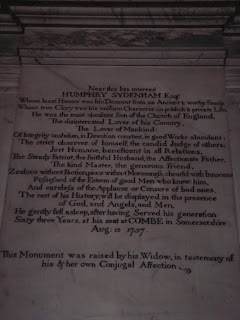 Near this lies interred
HUMPHRY SYDENHAM Esqr
Whose least Honor was his Descent from an Ancient & worthy Family,
Whose true Glory was his uniform Character in publick & private Life.
He was the most obedient Son of the Church of England,
The disinterested Lover of his Country,
The Lover of Mankind:
Of Integrity unshaken, in Devotion constant, in good Works abundant:
The strict observer of himself, the candid Judge of others,
Just Humane, beneficent in all Relations,
The Steady Patriot, the faithful Husband, the Affectionate Father,
The kind Master, the generous Friend;
Zealous without Faction, pious without Moroseness, chearful with Innocence
Possessed of the Esteem of good Men who knew him,
And careless of the Applause or Censure of bad ones.
The rest of his History, will be displayed in the presence
of God, and Angels, and Men.
He gently fell asleep, after having Served his generation
Sixty three Years, at his seat at COMBE in Somersetshire
Aug: 12 1757.
This Monument was raised by his Widow, in testemony of
his & her own Conjugal Affection